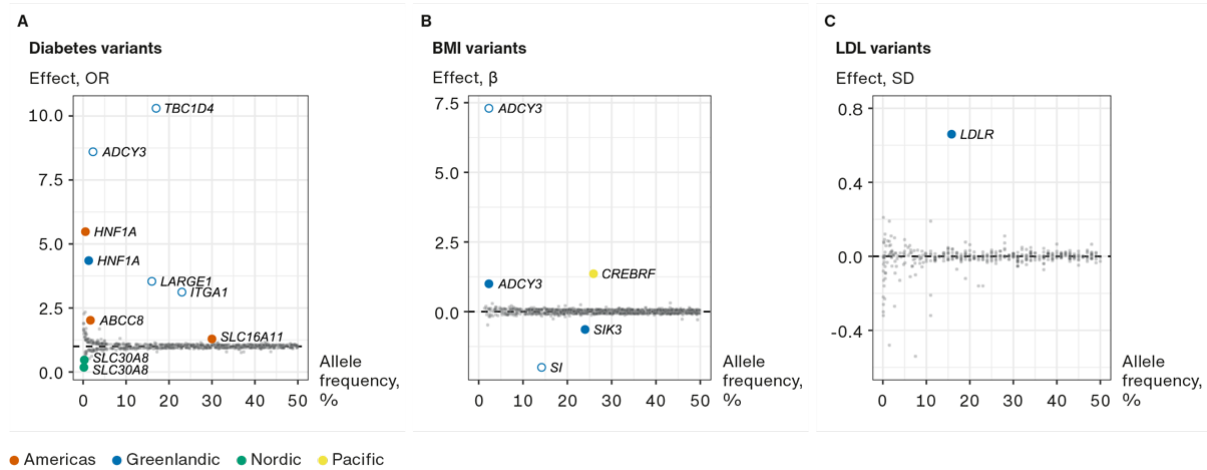 A
Diabetes variants
Effect, OR
10.0
7.5
5.0
2.5
0.0
TBC1D4
ADCY3
HNF1A
HNF1A
LARGE1
ITGA1
ABCC8
SLC16A11
SLC30A8
SLC30A8
0 10 20 30 40 50
Allele
frequency,
%
B
BMI variants
Effect, β
7.5
5.0
2.5
0.0
ADCY3
ADCY3
CREBRF
SIK3
SI
0 10 20 30 40 50
Allele
frequency,
%
C
LDL variants
Effect, SD
0.8
0.4
0.0
-0.4
LDLR
0 10 20 30 40 50
Allele
frequency,
%
Americas Greenlandic Nordic Pacific